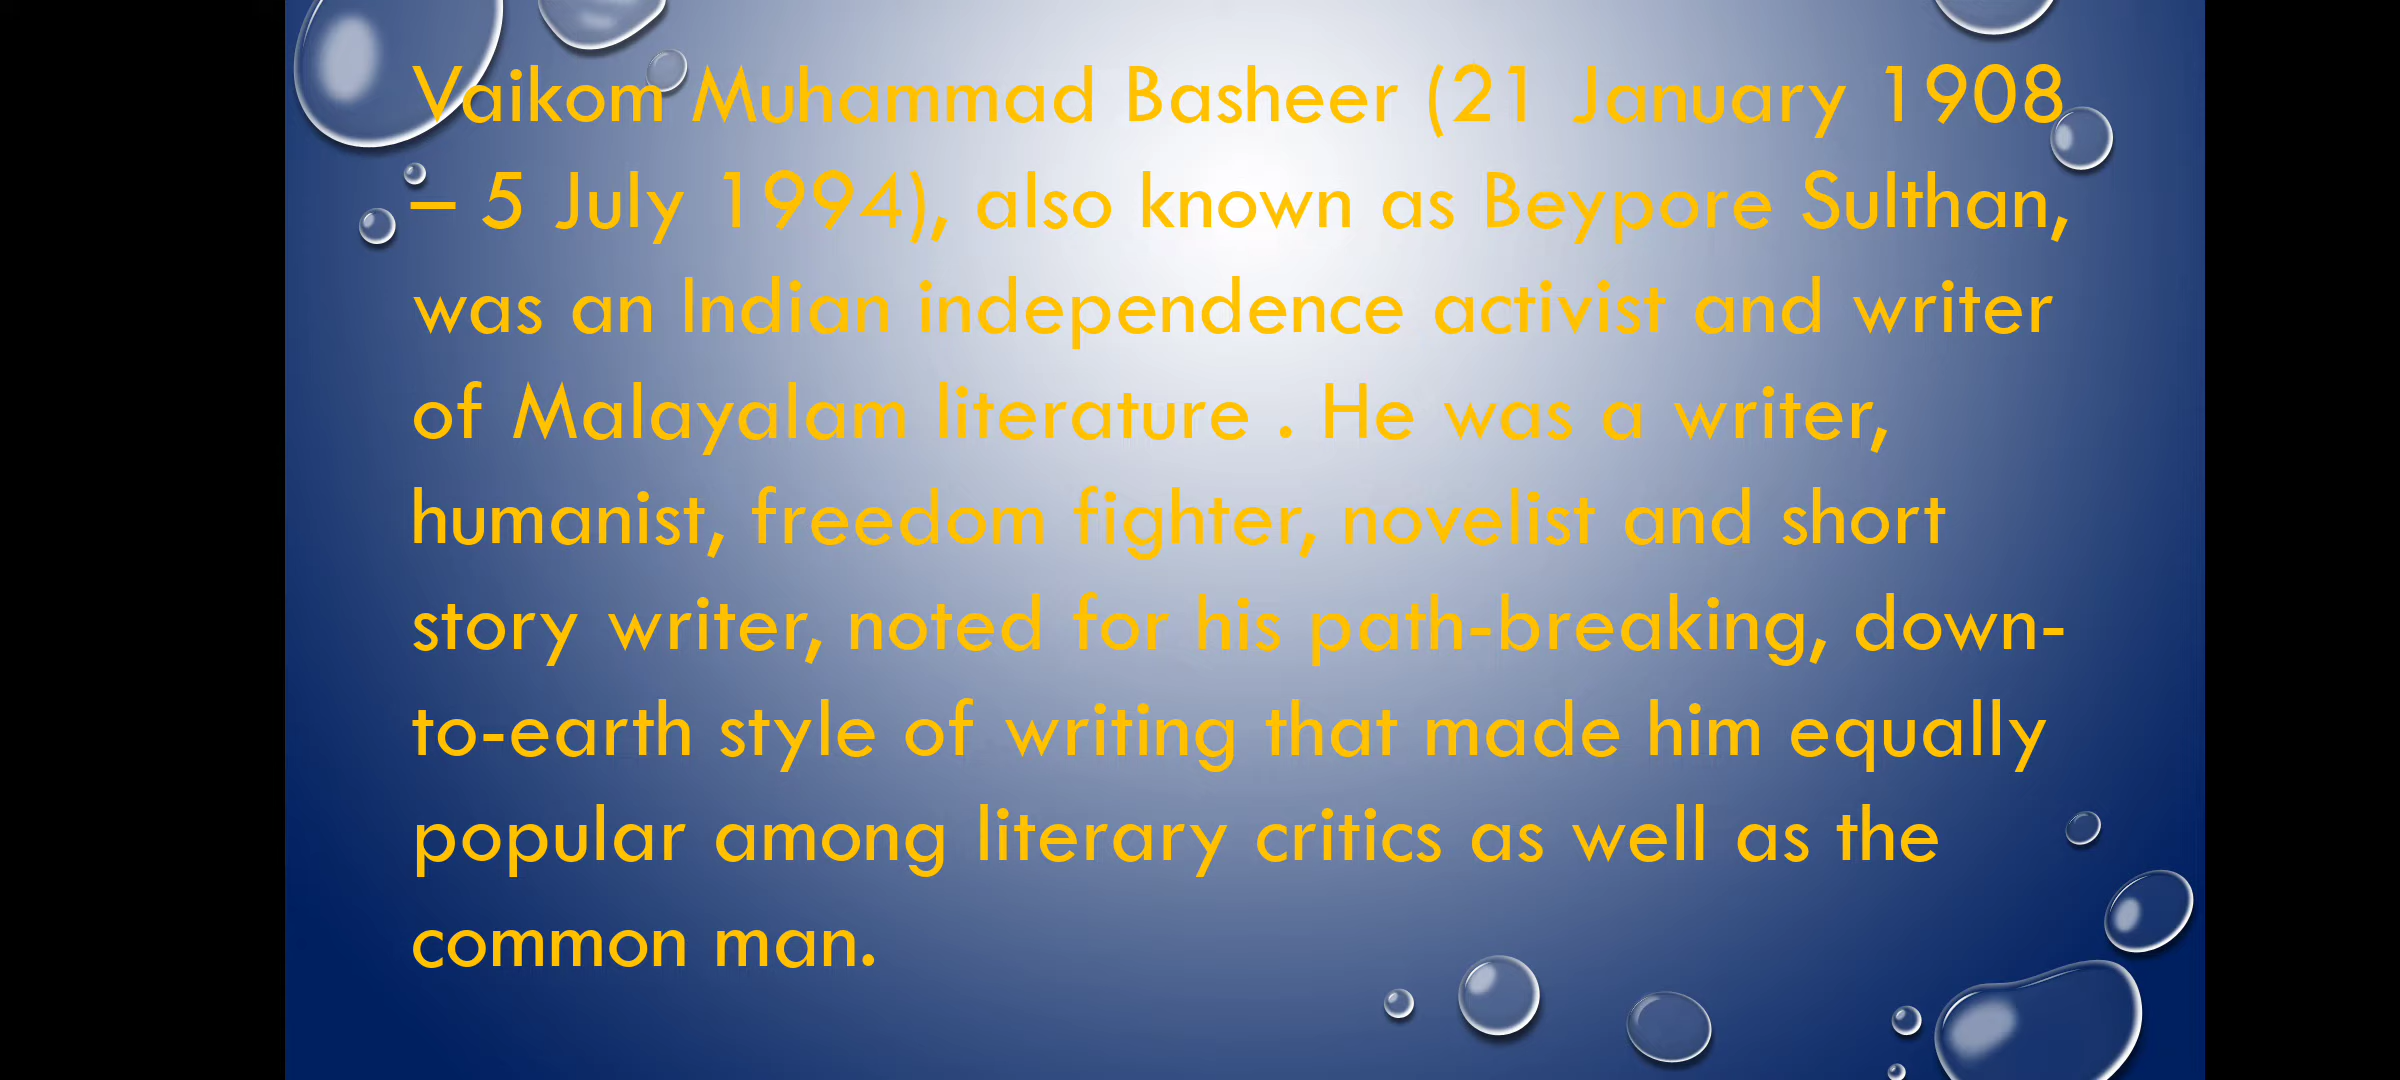 Vaikom Muhammad Basheer (21 January 1908
– 5 July 1994), also known as Beypore Sulthan,
was an Indian independence activist and writer
of Malayalam literature . He was a writer,
humanist, freedom fighter, novelist and short
story writer, noted for his path-breaking, down-
to-earth style of writing that made him equally
popular among literary critics as well as the
common man.